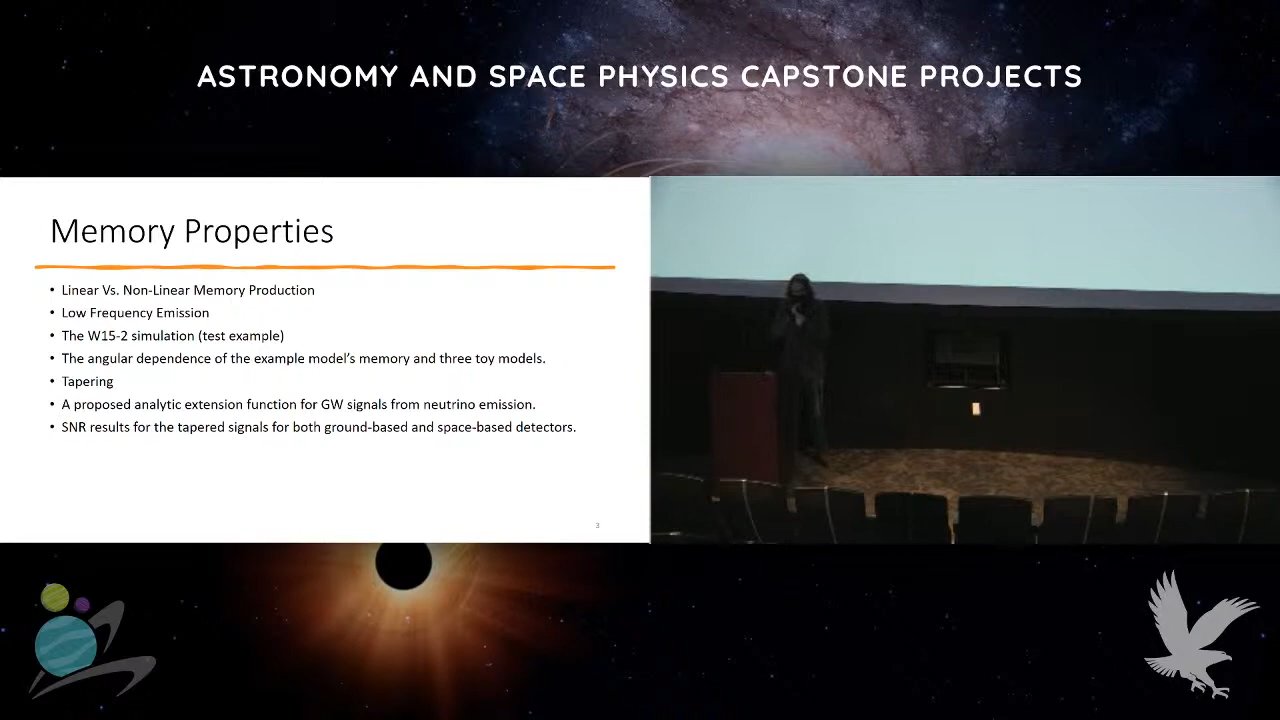 ASTRONOMY AND SPACE PHYSICS CAPSTONE PROJECTS
Memory Properties
• Linear Vs. Non-Linear Memory Production
• Low Frequency Emission
• The W15-2 simulation (test example)
• The angular dependence of the example model's memory and three toy models.
• Tapering
• A proposed analytic extension function for GW signals from neutrino emission.
• SNR results for the tapered signals for both ground-based and space-based detectors.
3